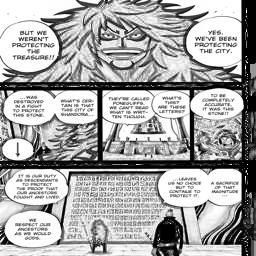 YES.
WE'VE BEEN
PROTECTING
THE CITY.
BUT WE
WEREN'T
PROTECTING
THE
TREASURE!!
TO BE
COMPLETELY
ACCURATE,
IT WAS THIS
STONE!!
WHAT'S
THIS?
ARE THESE
LETTERS?
THEY'RE CALLED
PONEGLIFFS.
WE CAN'T READ
WHAT IS WRIT-
TEN THOUGH.
WHAT'S CER-
TAIN IS THAT
THIS CITY OF
SHANDORA...
...WAS
DESTROYED
IN A FIGHT
TO PROTECT
THIS STONE.
A SACRIFICE
OF THAT
MAGNITUDE
...LEAVES
US NO CHOICE
BUT TO
CONTINUE TO
PROTECT IT.
IT IS OUR DUTY
AS DESCENDANTS
TO PROTECT
THE PROOF THAT
OUR ANCESTORS
FOUGHT AND LIVED.
WE
RESPECT OUR
ANCESTORS
AS WE WOULD
GODS.